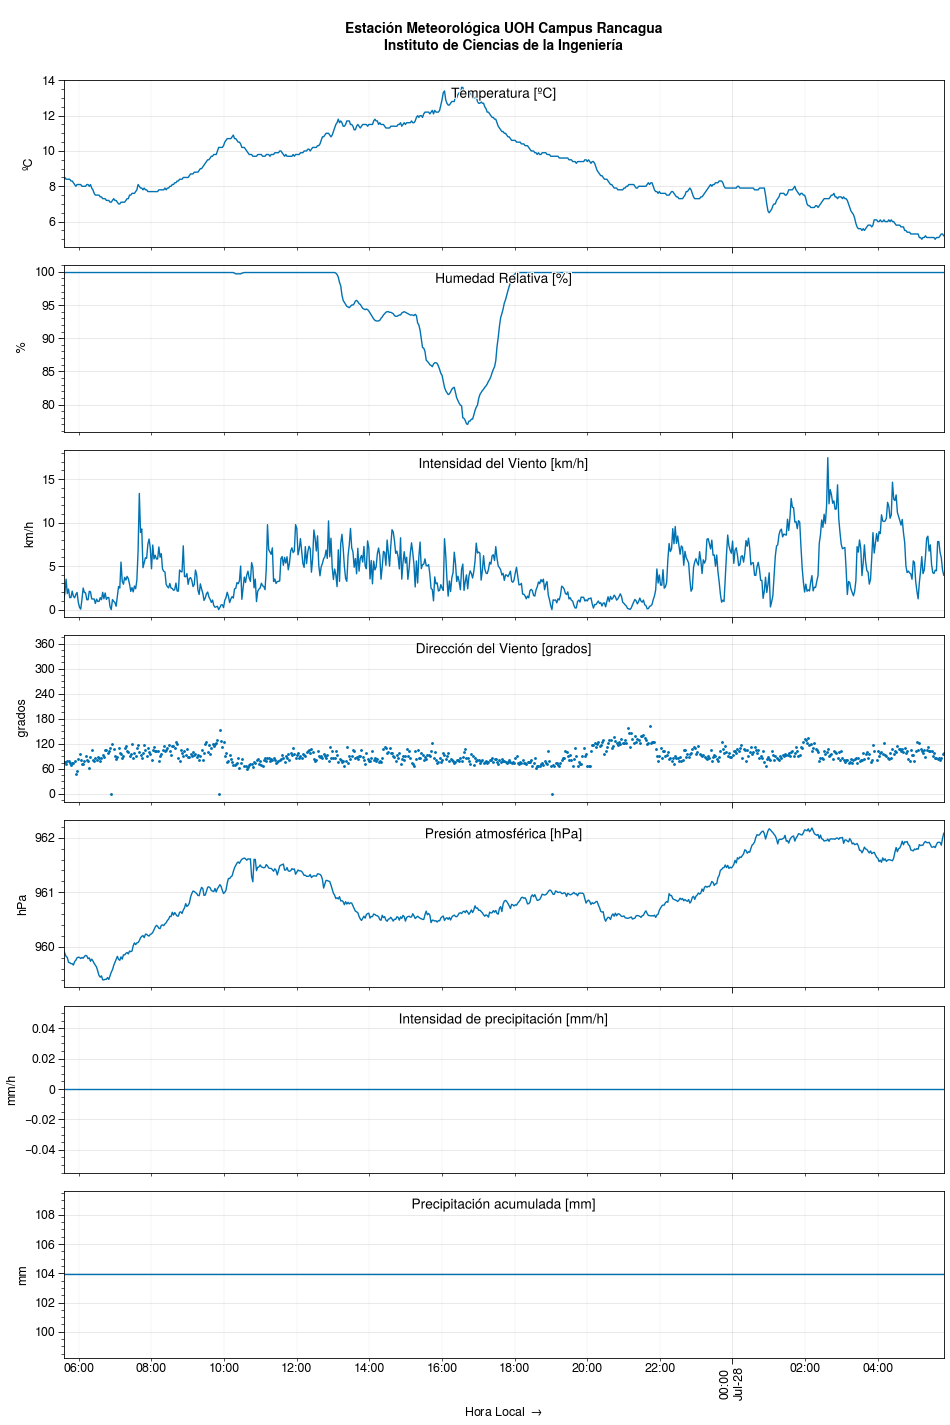 Estación Meteorológica UOH Campus Rancagua
Instituto de Ciencias de la Ingeniería
Temperatura [ºC]
ºC
14
12
10
8
6
Humedad Relativa [%]
%
100
95
90
85
80
Intensidad del Viento [km/h]
km/h
15
10
5
0
Dirección del Viento [grados]
grados
360
300
240
180
120
60
0
Presión atmosférica [hPa]
hPa
962
961
960
Intensidad de precipitación [mm/h]
mm/h
0.04
0.02
0
−0.02
−0.04
Precipitación acumulada [mm]
mm
108
106
104
102
100
06:00 08:00 10:00 12:00 14:00 16:00 18:00 20:00 22:00 00:00 02:00 04:00
Jul-28
Hora Local →